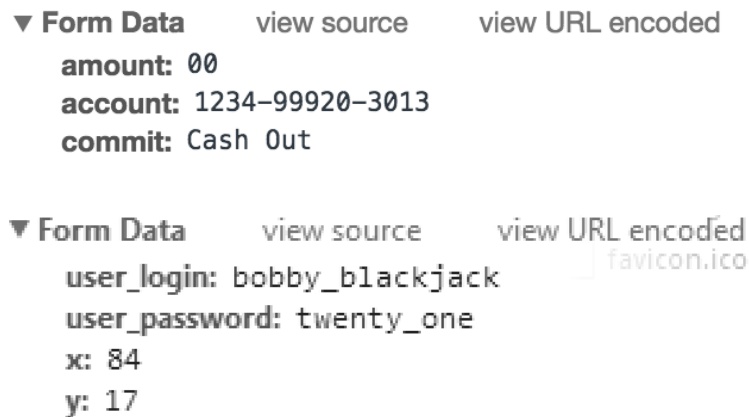 ▼ Form Data view source view URL encoded
amount: 00
account: 1234-99920-3013
commit: Cash Out
▼ Form Data view source view URL encoded
favicon.ico
user_login: bobby_blackjack
user_password: twenty_one
x: 84
y: 17